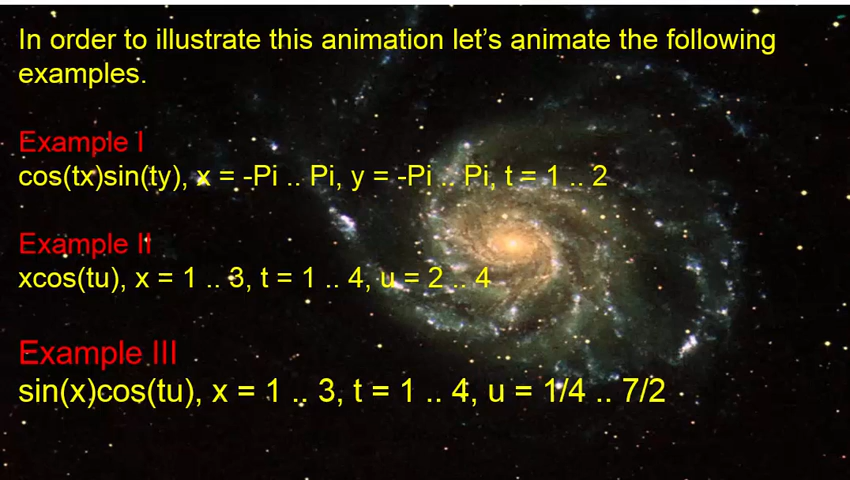 In order to illustrate this animation let’s animate the following
examples.
Example I
cos(tx)sin(ty), x = -Pi .. Pi, y = -Pi .. Pi, t = 1 .. 2
Example II
xcos(tu), x = 1 .. 3, t = 1 .. 4, u = 2 .. 4
Example III
sin(x)cos(tu), x = 1 .. 3, t = 1 .. 4, u = 1/4 .. 7/2